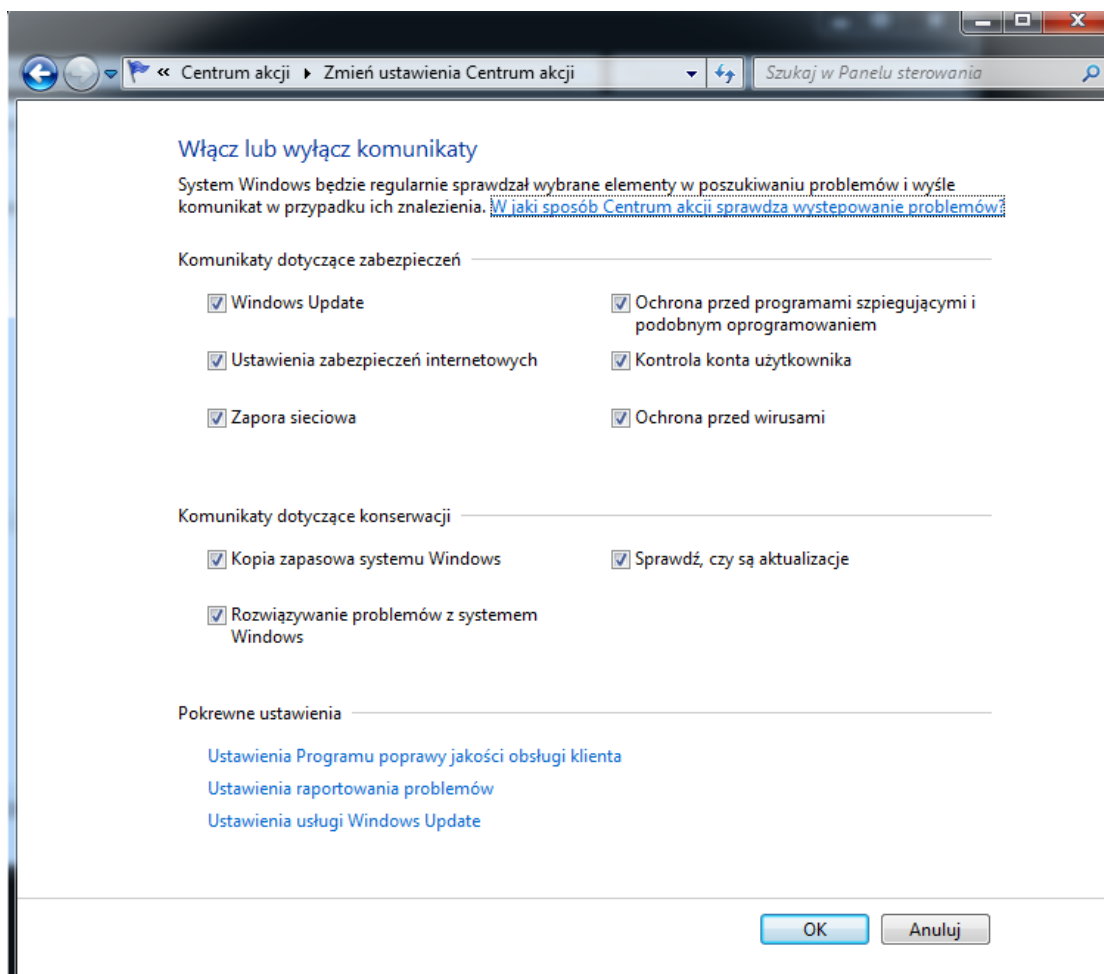 « Centrum akcji ▸ Zmień ustawienia Centrum akcji Szukaj w Panelu sterowania
Włącz lub wyłącz komunikaty
System Windows będzie regularnie sprawdzał wybrane elementy w poszukiwaniu problemów i wyśle
komunikat w przypadku ich znalezienia. W jaki sposób Centrum akcji sprawdza występowanie problemów?
Komunikaty dotyczące zabezpieczeń
Windows Update
Ochrona przed programami szpiegującymi i
podobnym oprogramowaniem
Ustawienia zabezpieczeń internetowych
Kontrola konta użytkownika
Zapora sieciowa
Ochrona przed wirusami
Komunikaty dotyczące konserwacji
Kopia zapasowa systemu Windows
Sprawdź, czy są aktualizacje
Rozwiązywanie problemów z systemem
Windows
Pokrewne ustawienia
Ustawienia Programu poprawy jakości obsługi klienta
Ustawienia raportowania problemów
Ustawienia usługi Windows Update
OK Anuluj